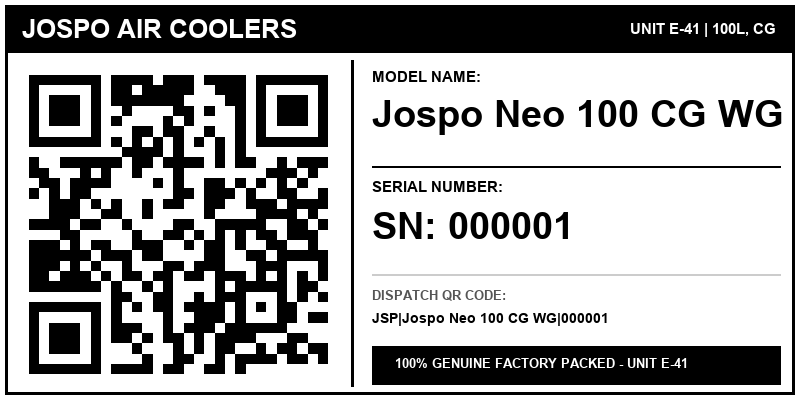 JOSPO AIR COOLERS
UNIT E-41 | 100L, CG
MODEL NAME:
Jospo Neo 100 CG WG
SERIAL NUMBER:
SN: 000001
DISPATCH QR CODE:
JSP|Jospo Neo 100 CG WG|000001
100% GENUINE FACTORY PACKED - UNIT E-41